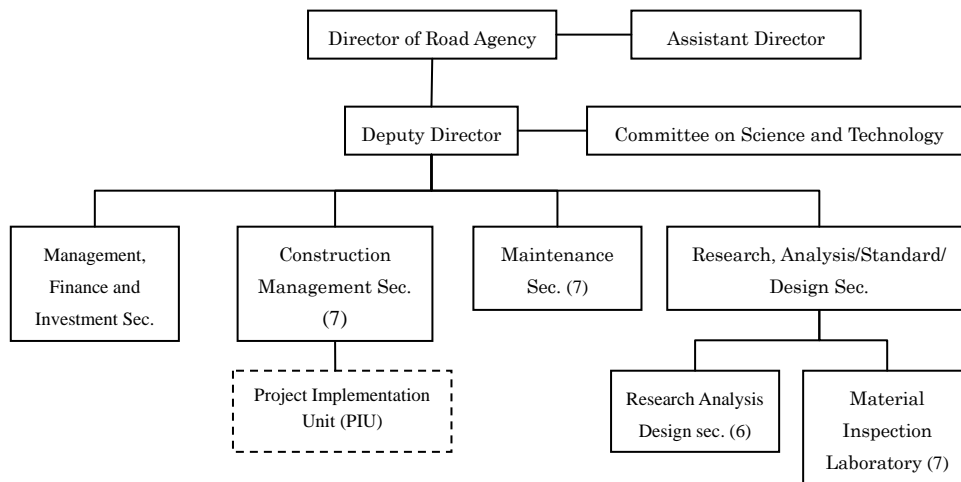 Director of Road Agency
Assistant Director
Deputy Director
Committee on Science and Technology
Management,
Finance and
Investment Sec.
Construction
Management Sec.
(7)
Maintenance
Sec. (7)
Research, Analysis/Standard/
Design Sec.
Project Implementation
Unit (PIU)
Research Analysis
Design sec. (6)
Material
Inspection
Laboratory (7)